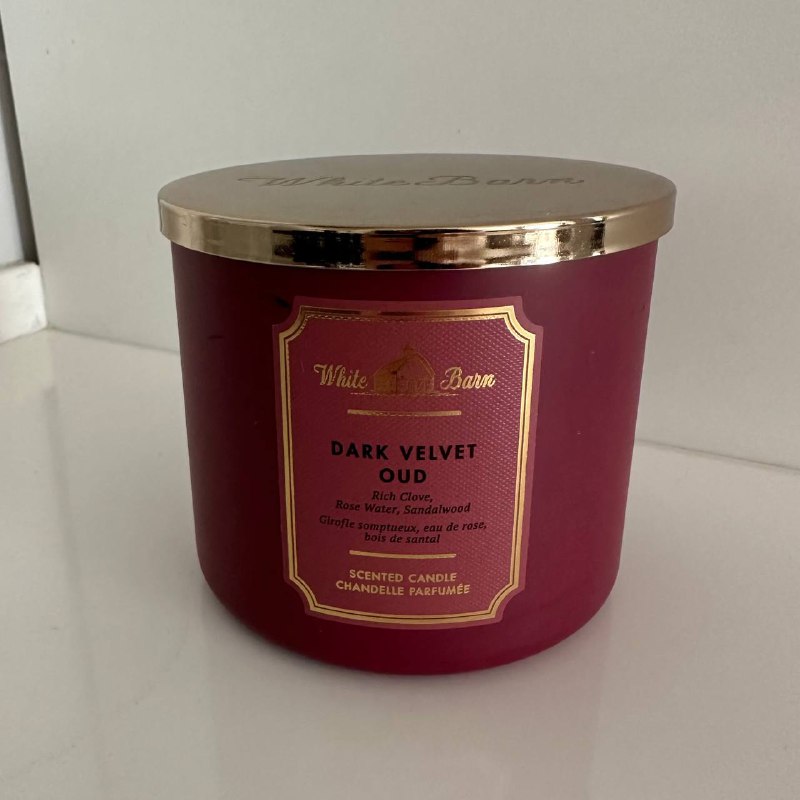 White Barn
White Barn
DARK VELVET
OUD
Rich Clove,
Rose Water, Sandalwood
Girofle somptueux, eau de rose,
bois de santal
SCENTED CANDLE
CHANDELLE PARFUMÉE